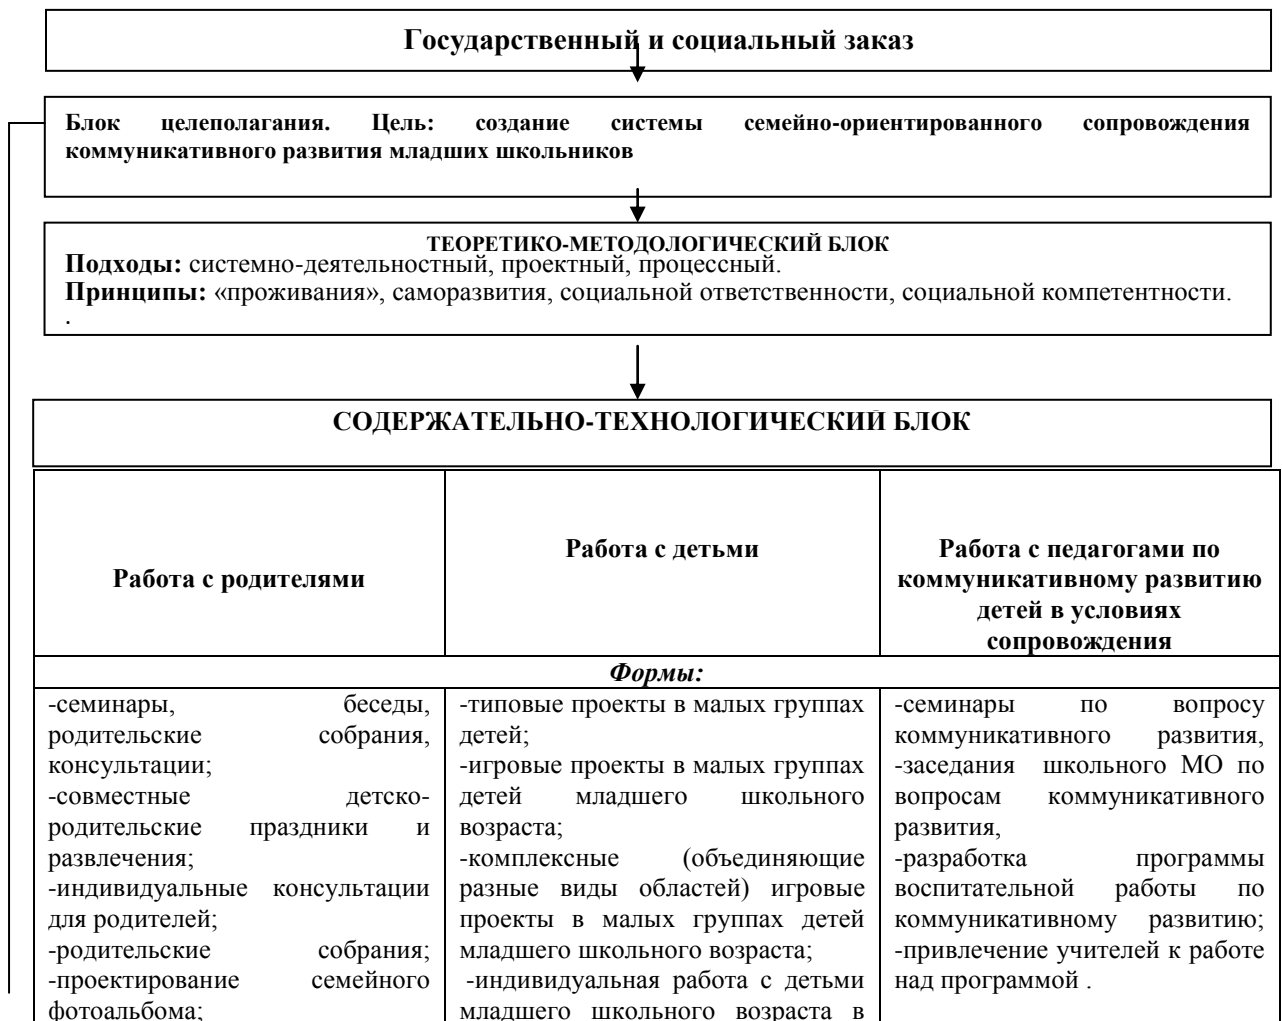 Государственный и социальный заказ
Блок целеполагания. Цель: создание системы семейно-ориентированного сопровождения
коммуникативного развития младших школьников
ТЕОРЕТИКО-МЕТОДОЛОГИЧЕСКИЙ БЛОК
Подходы: системно-деятельностный, проектный, процессный.
Принципы: «проживания», саморазвития, социальной ответственности, социальной компетентности.
.
СОДЕРЖАТЕЛЬНО-ТЕХНОЛОГИЧЕСКИЙ БЛОК
Работа с родителями
Работа с детьми
Работа с педагогами по
коммуникативному развитию
детей в условиях
сопровождения
Формы:
-семинары, беседы,
родительские собрания,
консультации;
-совместные детско-
родительские праздники и
развлечения;
-индивидуальные консультации
для родителей;
-родительские собрания;
-проектирование семейного
фотоальбома;
-типовые проекты в малых группах
детей;
-игровые проекты в малых группах
детей младшего школьного
возраста;
-комплексные (объединяющие
разные виды областей) игровые
проекты в малых группах детей
младшего школьного возраста;
-индивидуальная работа с детьми
младшего школьного возраста в
-семинары по вопросу
коммуникативного развития,
-заседания школьного МО по
вопросам коммуникативного
развития,
-разработка программы
воспитательной работы по
коммуникативному развитию;
-привлечение учителей к работе
над программой .